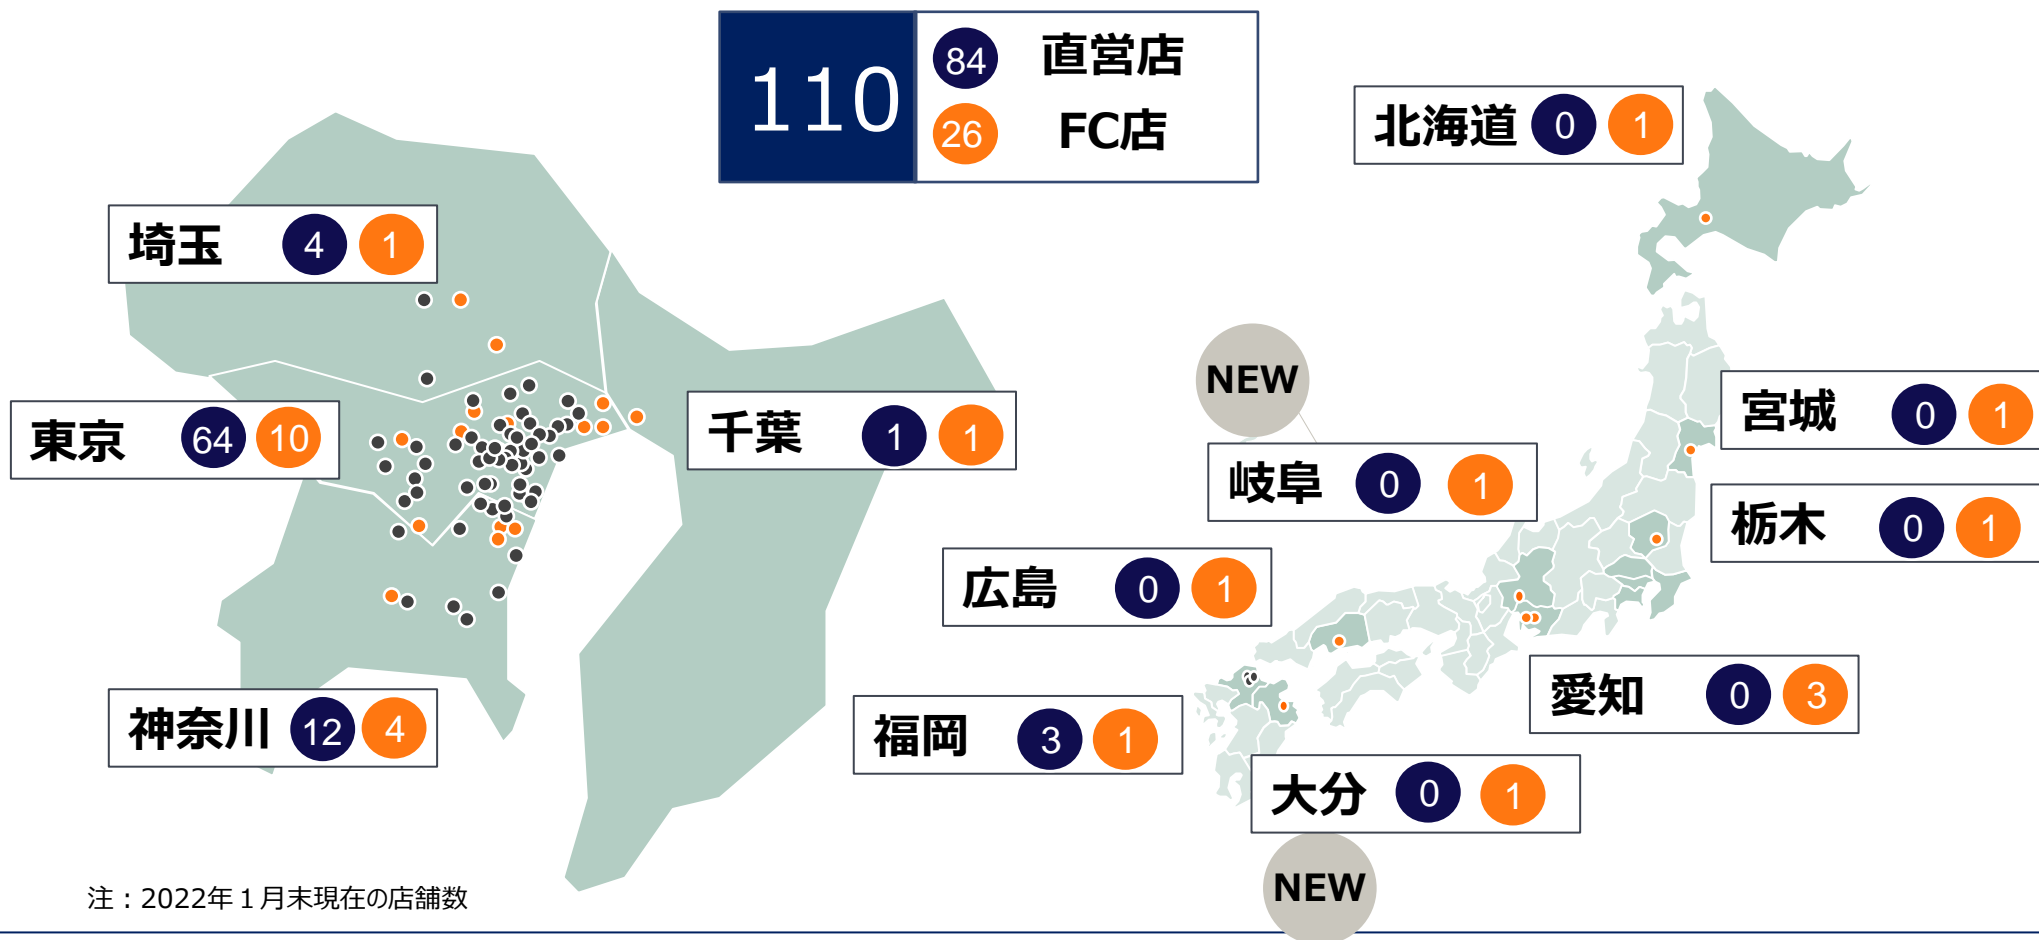 110
84 直営店
26 FC店
北海道 0 1
埼玉 4 1
NEW
宮城 0 1
東京 64 10
千葉 1 1
岐阜 0 1
栃木 0 1
広島 0 1
愛知 0 3
神奈川 12 4
福岡 3 1
大分 0 1
NEW
注：2022年１月末現在の店舗数